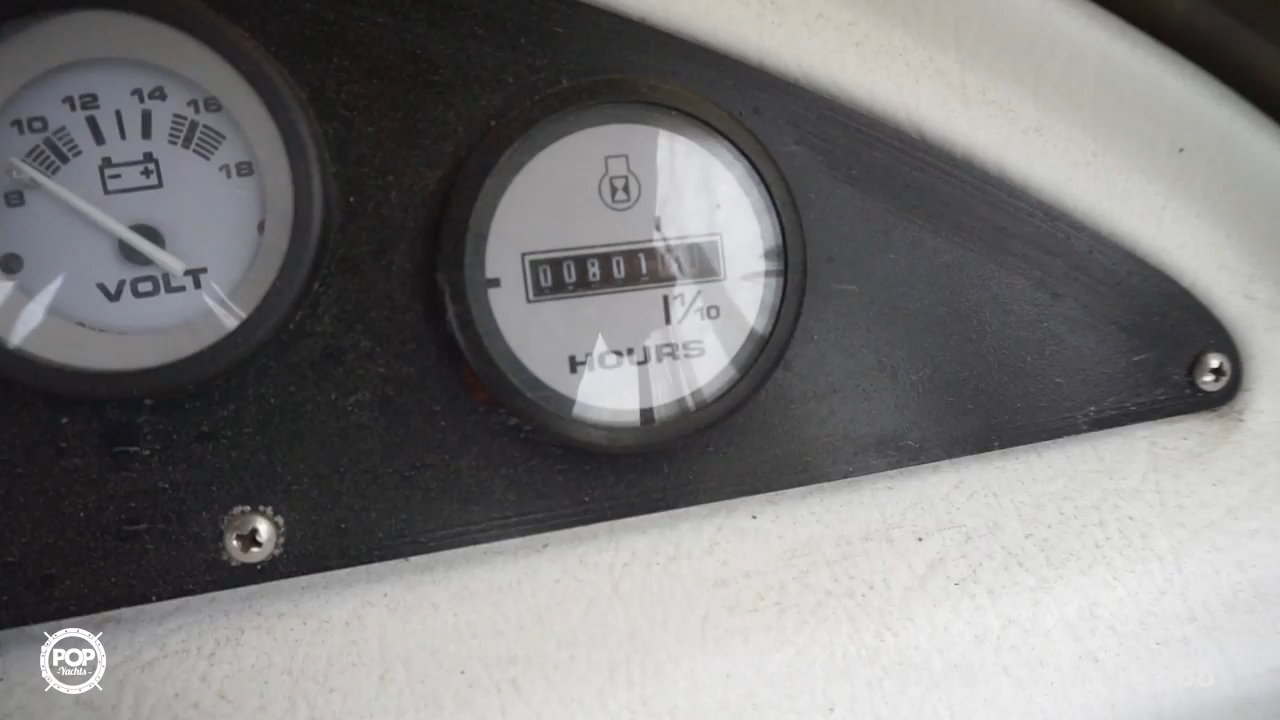 8 10 12 14 16 18
- +
VOLT
00801
1/10
HOURS
POP
-Yachts-